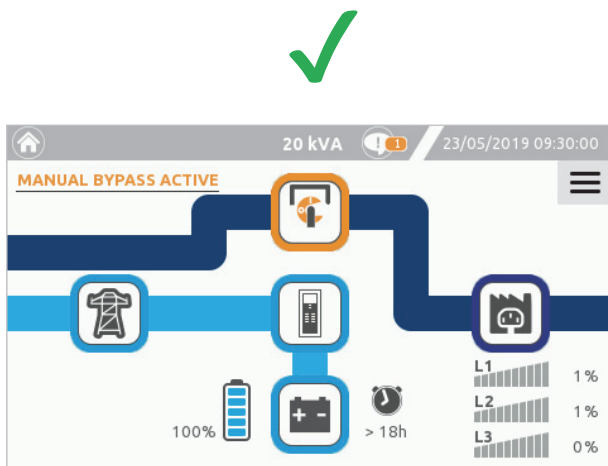 20 kVA 1 23/05/2019 09:30:00
MANUAL BYPASS ACTIVE
L1 1%
L2 1%
100% > 18h
L3 0%